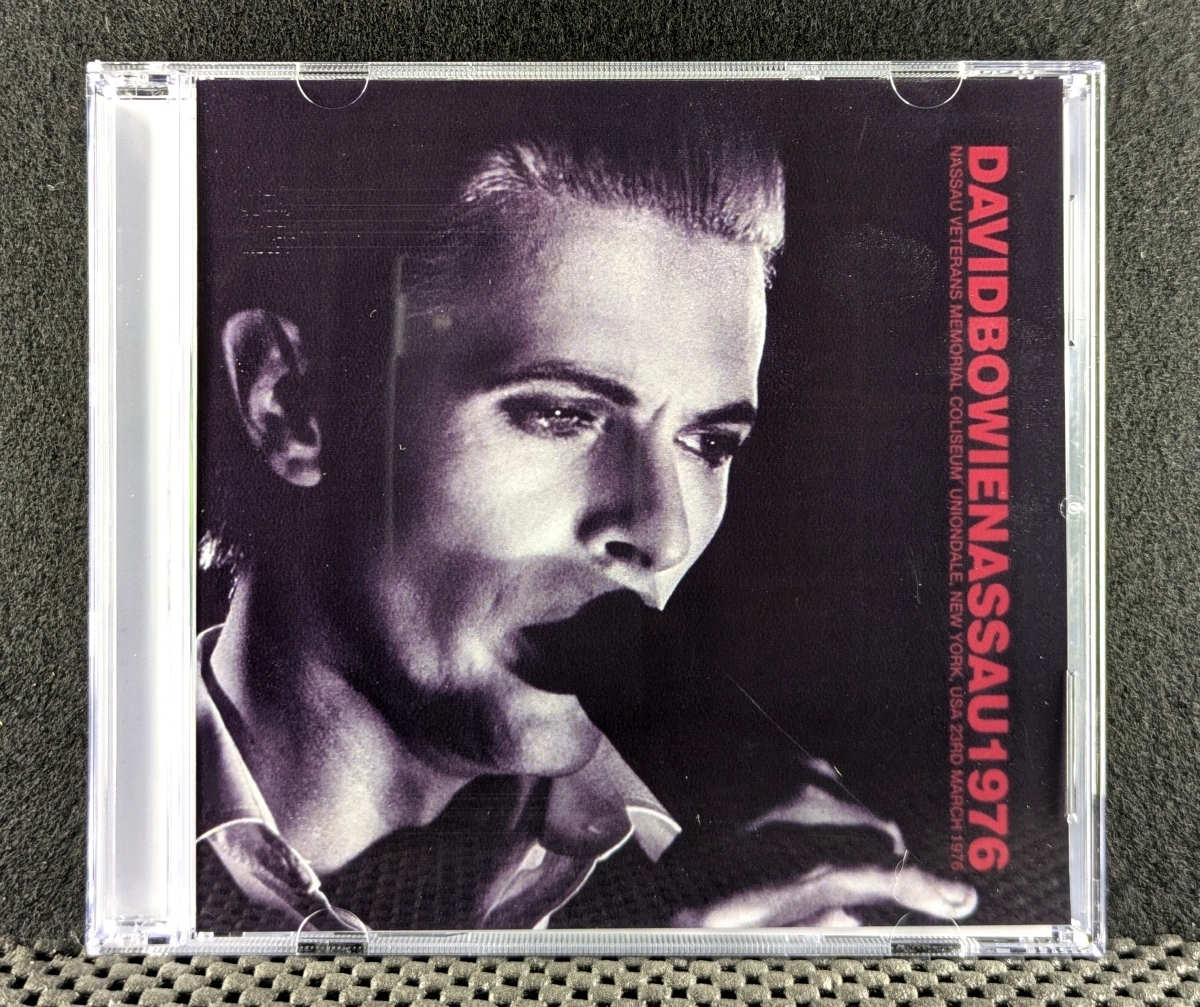 DAVIDBOWIENASSAU1976
NASSAU VETERANS MEMORIAL COLISEUM UNIONDALE, NEW YORK, USA 23RD MARCH 1976